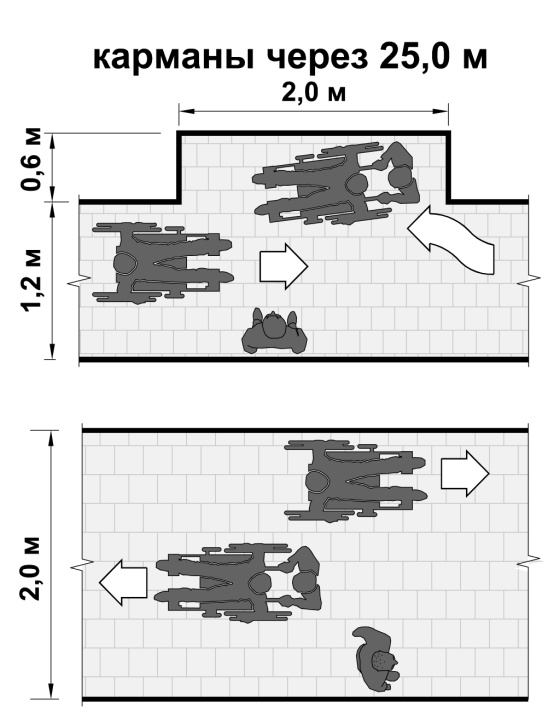 карманы через 25,0 м
2,0 м
0,6 м
1,2 м
2,0 м